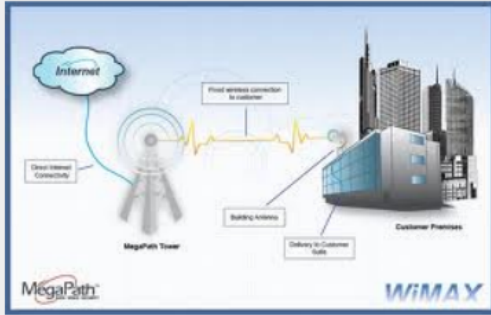 Internet
Fixed wireless connection
to customer
Direct Internet
Connectivity
Building Antenna
MegaPath Tower
Customer Premises
Delivery to Customer
Suite
MegaPath
WiMAX